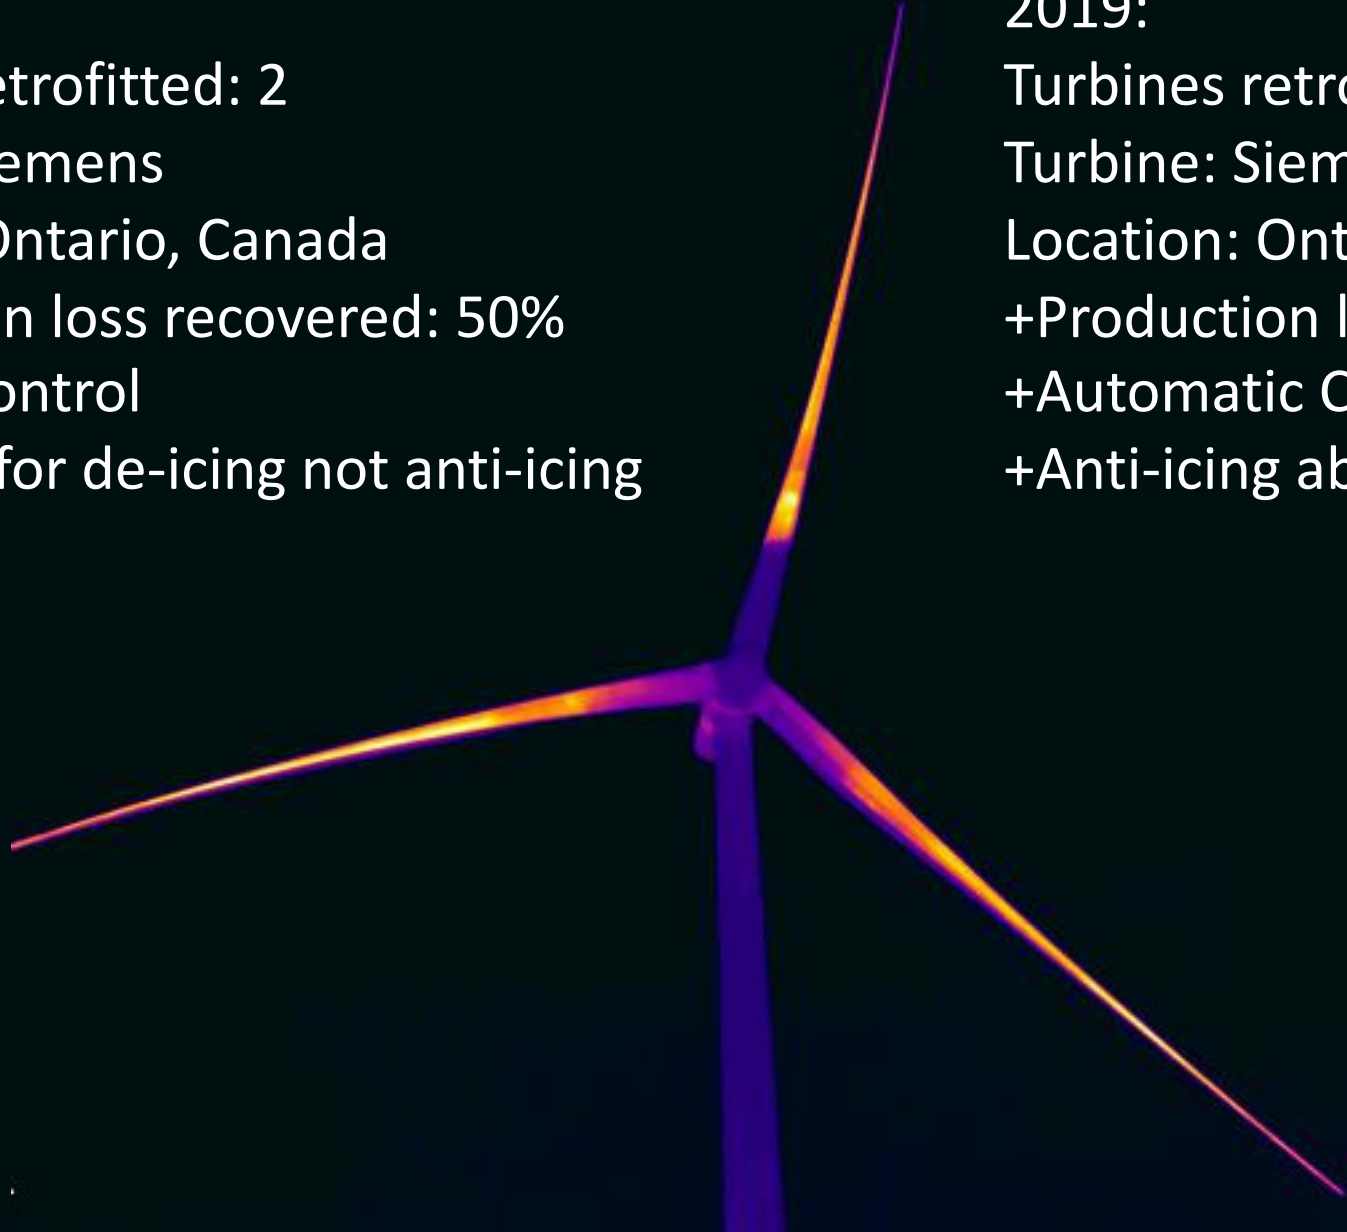 etrofitted: 2
emens
Ontario, Canada
n loss recovered: 50%
ontrol
for de-icing not anti-icing
2019:
Turbines retro
Turbine: Siem
Location: Ont
+Production l
+Automatic C
+Anti-icing ab